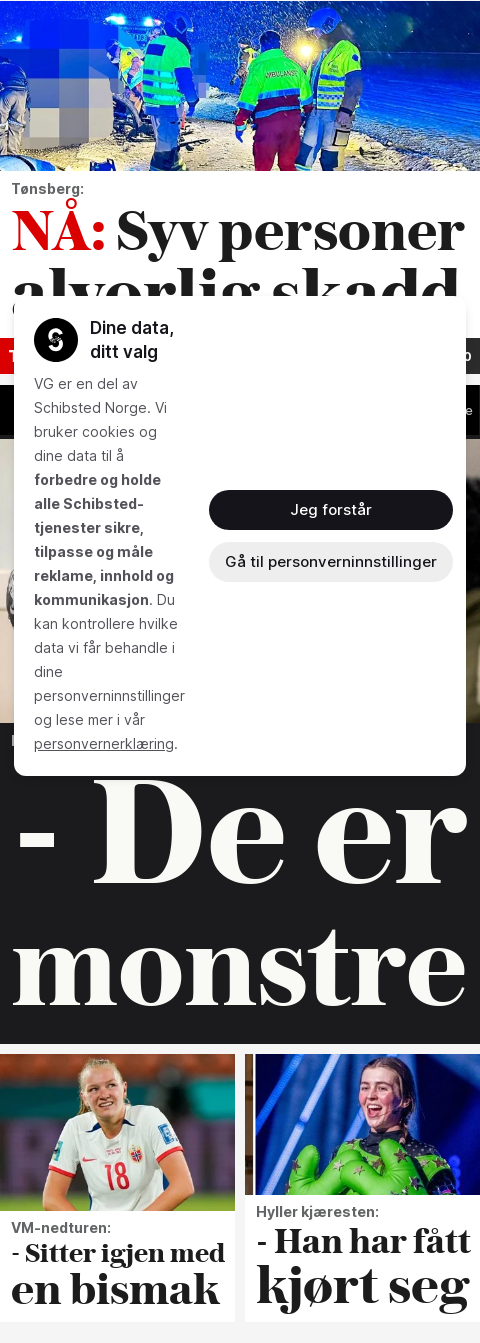 AMBULANSE
Tønsberg:
NÅ: Syv personer
alvorlig skadd
Dine data,
ditt valg
VG er en del av
Schibsted Norge. Vi
bruker cookies og
dine data til å
forbedre og holde
alle Schibsted-
tjenester sikre,
tilpasse og måle
reklame, innhold og
kommunikasjon. Du
kan kontrollere hvilke
data vi får behandle i
dine
personverninnstillinger
og lese mer i vår
personvernerklæring.
Jeg forstår
Gå til personverninnstillinger
- De er
monstre
18
VM-nedturen:
- Sitter igjen med
en bismak
Hyller kjæresten:
- Han har fått
kjørt seg